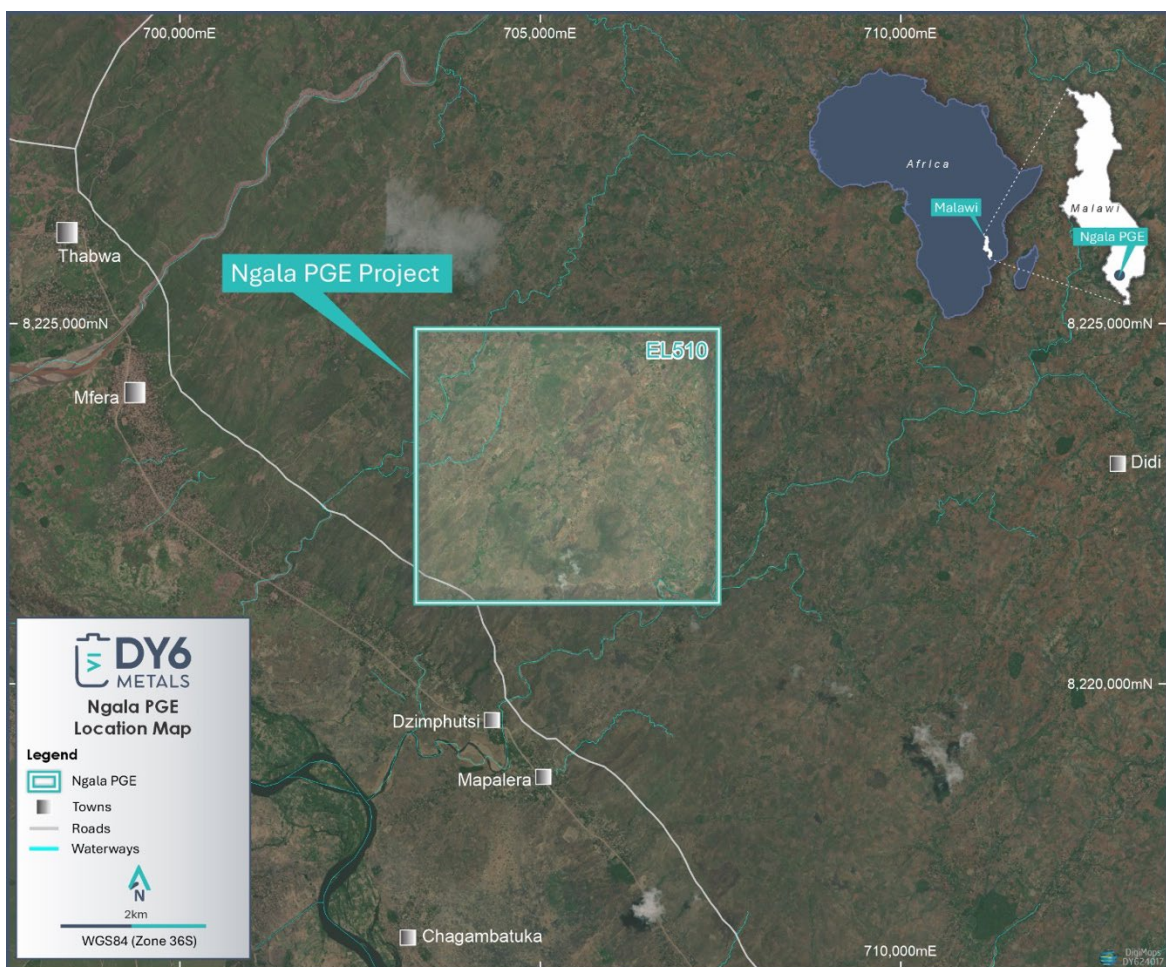 700,000mE
705,000mE
710,000mE
Africa
Malawi
Malawi
Ngala PGE
Thabwa
Ngala PGE Project
8,225,000mN
8,225,000mN
EL510
Mfera
Didi
DY6
METALS
Ngala PGE
Location Map
Legend
Ngala PGE
Towns
Roads
Waterways
N
2km
WGS84 (Zone 36S)
8,220,000mN
Dzimphutsi
Mapalera
Chagambatuka
710,000mE
DigiMaps
DY624017